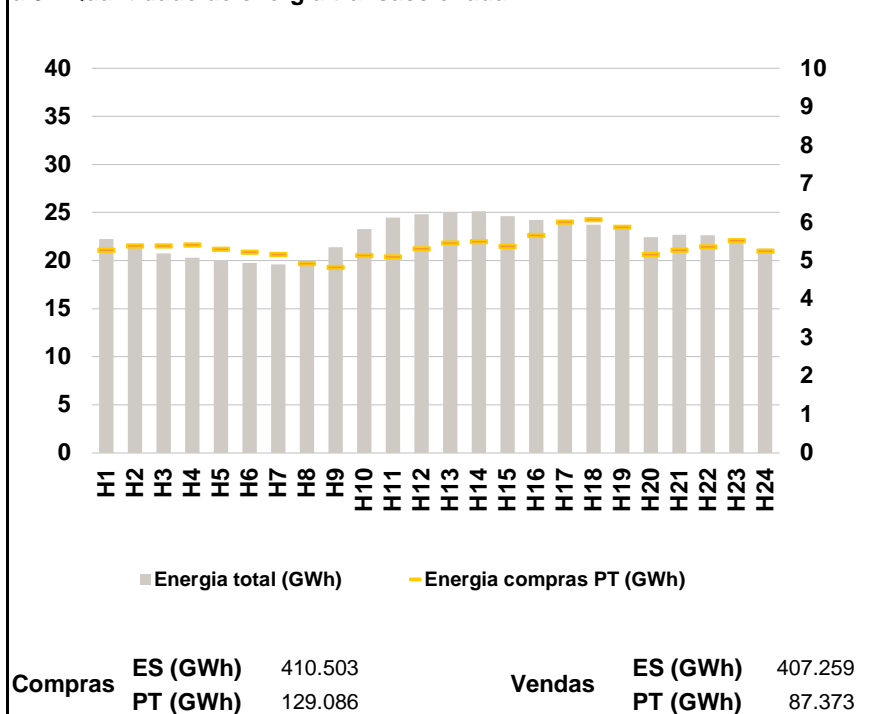 40 10
35 9
30 8
25 7
20 6
15 5
10 4
5 3
0 2
1
0
H1 H2 H3 H4 H5 H6 H7 H8 H9 H10 H11 H12 H13 H14 H15 H16 H17 H18 H19 H20 H21 H22 H23 H24
Energia total (GWh) Energia compras PT (GWh)
Compras ES (GWh) 410.503 Vendas ES (GWh) 407.259
PT (GWh) 129.086 PT (GWh) 87.373